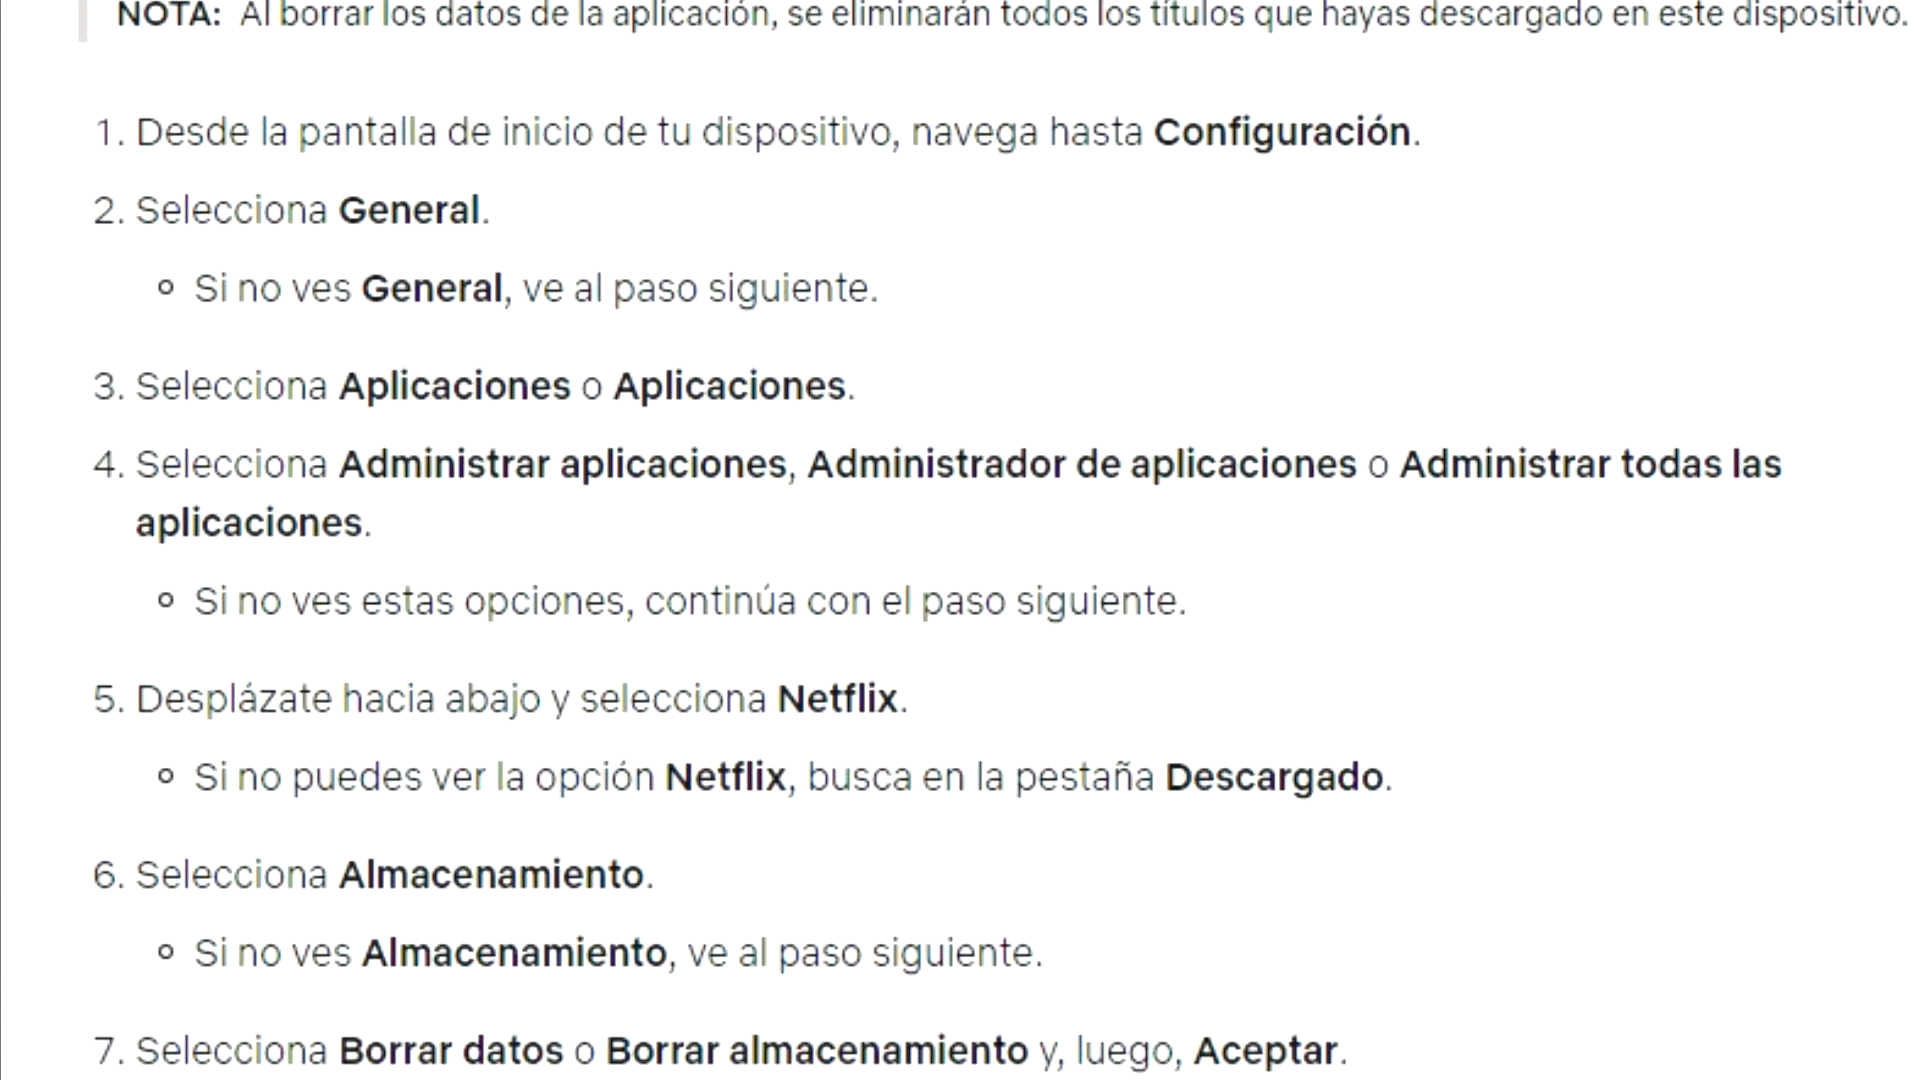 NOTA: Al borrar los datos de la aplicación, se eliminarán todos los títulos que hayas descargado en este dispositivo.
1. Desde la pantalla de inicio de tu dispositivo, navega hasta Configuración.
2. Selecciona General.
Si no ves General, ve al paso siguiente.
3. Selecciona Aplicaciones o Aplicaciones.
4. Selecciona Administrar aplicaciones, Administrador de aplicaciones o Administrar todas las
aplicaciones.
Si no ves estas opciones, continúa con el paso siguiente.
5. Desplázate hacia abajo y selecciona Netflix.
Si no puedes ver la opción Netflix, busca en la pestaña Descargado.
6. Selecciona Almacenamiento.
Si no ves Almacenamiento, ve al paso siguiente.
7. Selecciona Borrar datos o Borrar almacenamiento y, luego, Aceptar.